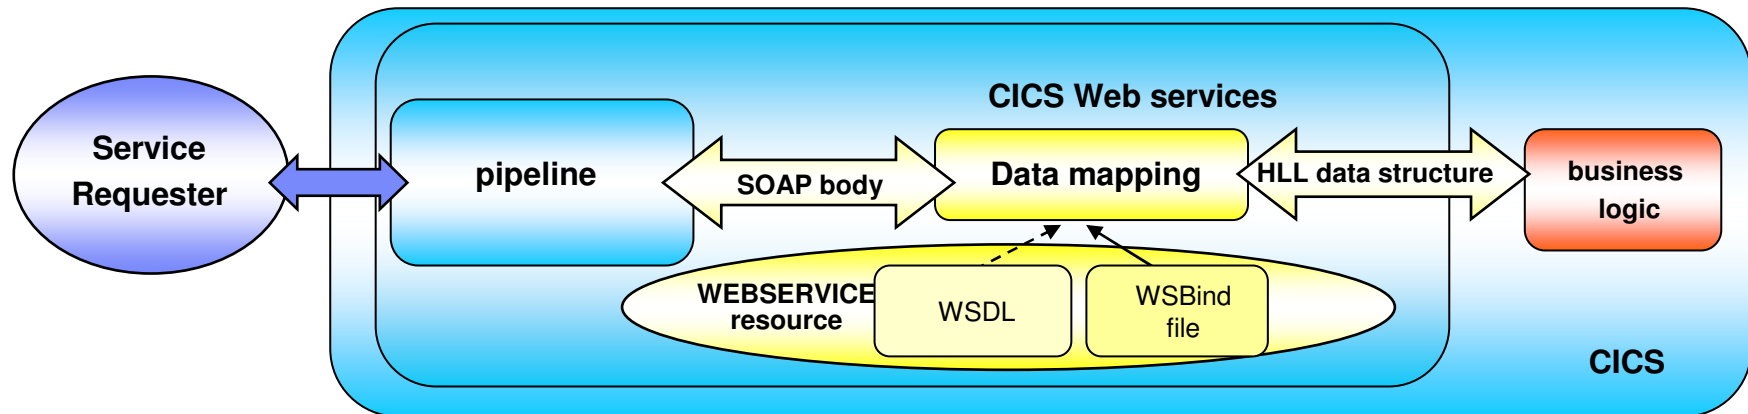 Service
Requester
pipeline
SOAP body
CICS Web services
Data mapping
HLL data structure
business
logic
WEBSERVICE
resource
WSDL
WSBind
file
CICS